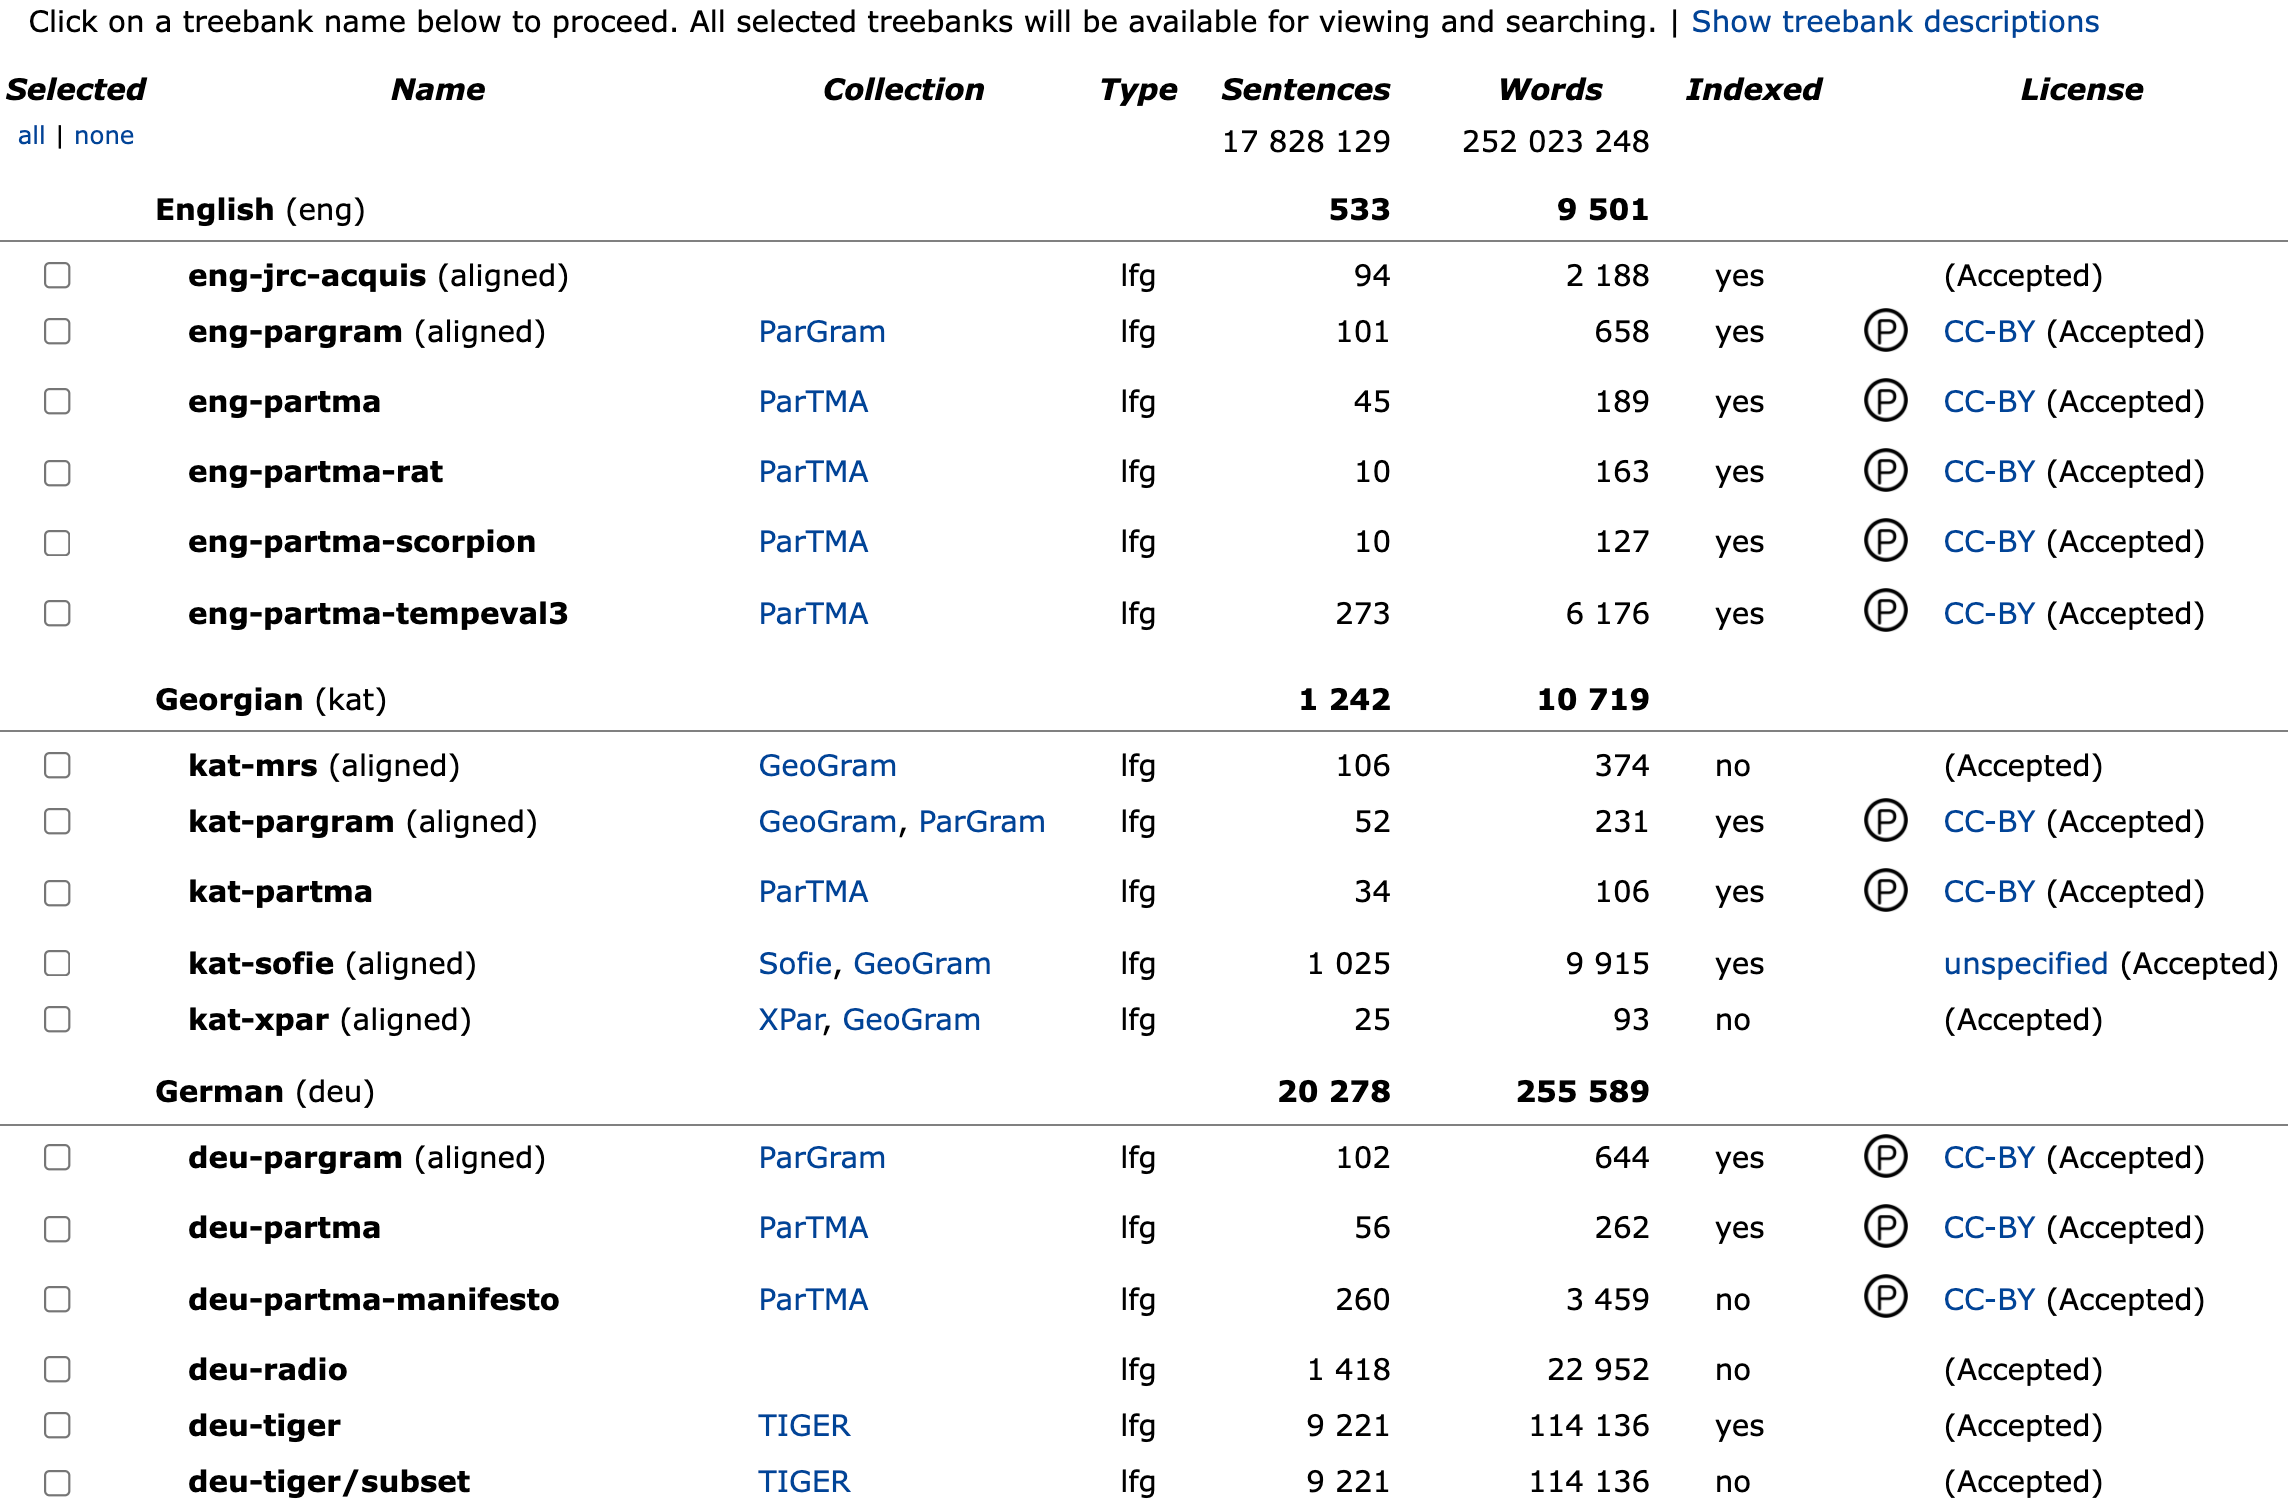 Click on a treebank name below to proceed. All selected treebanks will be available for viewing and searching. | Show treebank descriptions
Selected Name Collection Type Sentences Words Indexed License
all | none 17 828 129 252 023 248
English (eng) 533 9 501
eng-jrc-acquis (aligned) lfg 94 2 188 yes (Accepted)
eng-pargram (aligned) ParGram lfg 101 658 yes Ⓟ CC-BY (Accepted)
eng-partma ParTMA lfg 45 189 yes Ⓟ CC-BY (Accepted)
eng-partma-rat ParTMA lfg 10 163 yes Ⓟ CC-BY (Accepted)
eng-partma-scorpion ParTMA lfg 10 127 yes Ⓟ CC-BY (Accepted)
eng-partma-tempeval3 ParTMA lfg 273 6 176 yes Ⓟ CC-BY (Accepted)
Georgian (kat) 1 242 10 719
kat-mrs (aligned) GeoGram lfg 106 374 no (Accepted)
kat-pargram (aligned) GeoGram, ParGram lfg 52 231 yes Ⓟ CC-BY (Accepted)
kat-partma ParTMA lfg 34 106 yes Ⓟ CC-BY (Accepted)
kat-sofie (aligned) Sofie, GeoGram lfg 1 025 9 915 yes unspecified (Accepted)
kat-xpar (aligned) XPar, GeoGram lfg 25 93 no (Accepted)
German (deu) 20 278 255 589
deu-pargram (aligned) ParGram lfg 102 644 yes Ⓟ CC-BY (Accepted)
deu-partma ParTMA lfg 56 262 yes Ⓟ CC-BY (Accepted)
deu-partma-manifesto ParTMA lfg 260 3 459 no Ⓟ CC-BY (Accepted)
deu-radio lfg 1 418 22 952 no (Accepted)
deu-tiger TIGER lfg 9 221 114 136 yes (Accepted)
deu-tiger/subset TIGER lfg 9 221 114 136 no (Accepted)